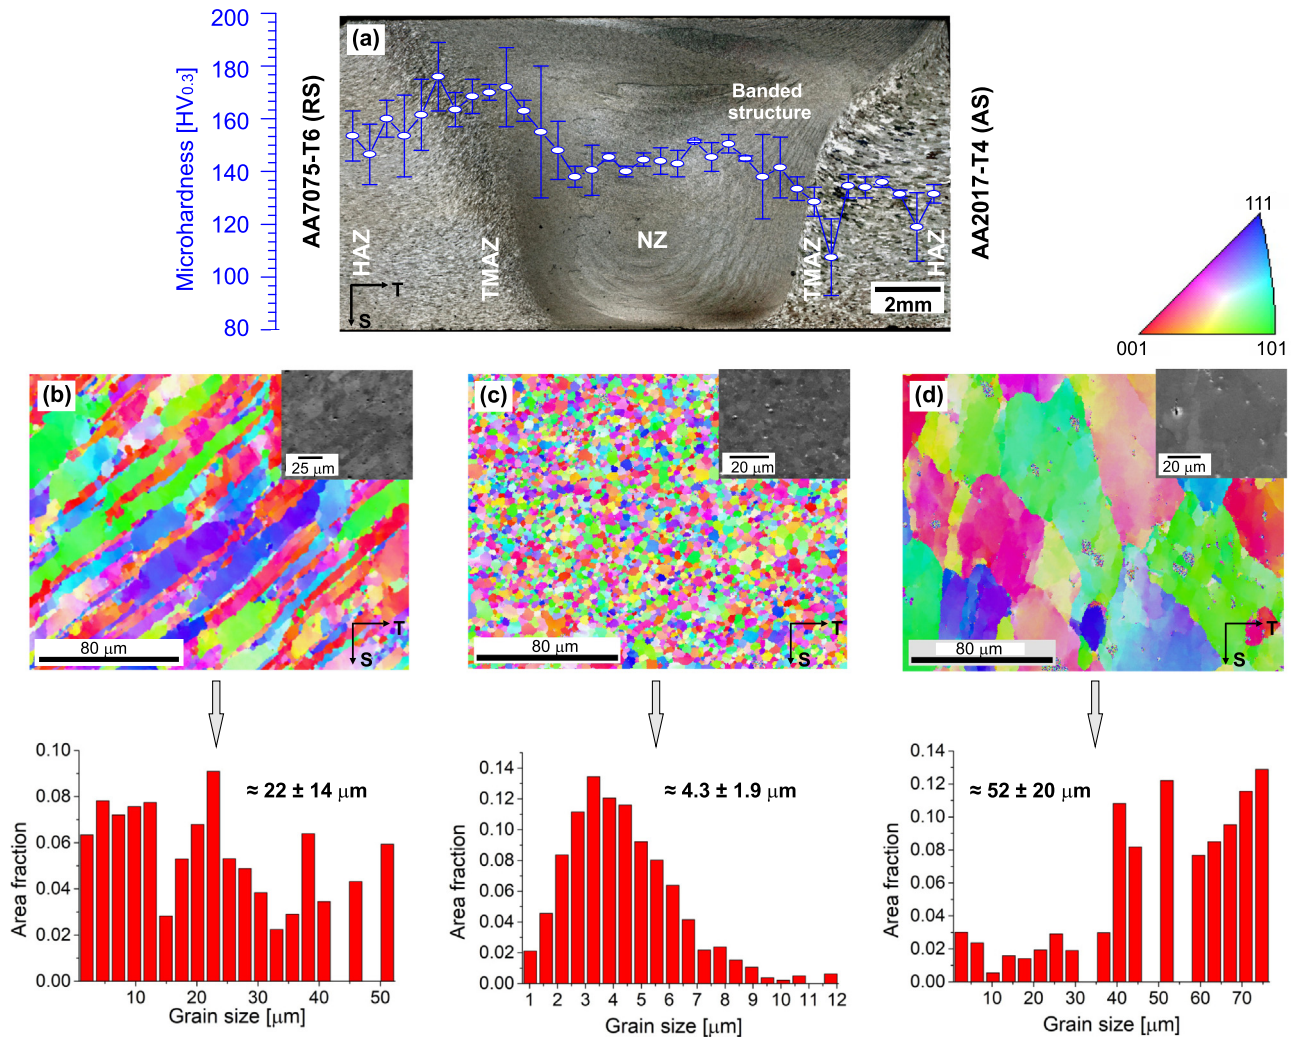 200
180
160
140
120
100
80
Microhardness [HV0.3]
AA7075-T6 (RS)
(a)
Banded
structure
HAZ
TMAZ
NZ
TMAZ
HAZ
T
S
2mm
AA2017-T4 (AS)
111
001
101
(b)
25 μm
80 μm
T
S
(c)
20 μm
80 μm
T
S
(d)
20 μm
80 μm
T
S
0.10
0.08
0.06
0.04
0.02
0.00
Area fraction
≈ 22 ± 14 μm
10 20 30 40 50
Grain size [μm]
0.14
0.12
0.10
0.08
0.06
0.04
0.02
0.00
Area fraction
≈ 4.3 ± 1.9 μm
1 2 3 4 5 6 7 8 9 10 11 12
Grain size [μm]
0.14
0.12
0.10
0.08
0.06
0.04
0.02
0.00
Area fraction
≈ 52 ± 20 μm
10 20 30 40 50 60 70
Grain size [μm]